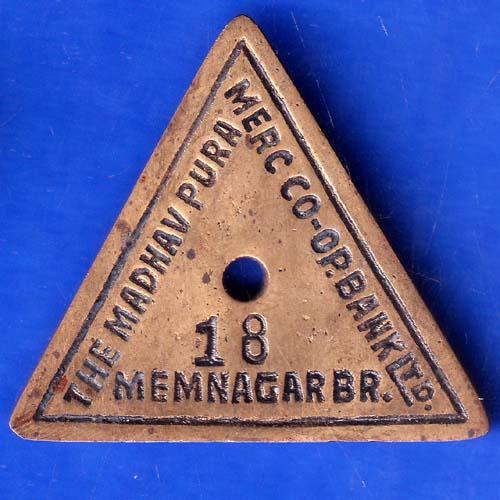 THE MADHAV PURA
MERC CO-OP. BANK LTD.
18
MEMNAGAR BR.